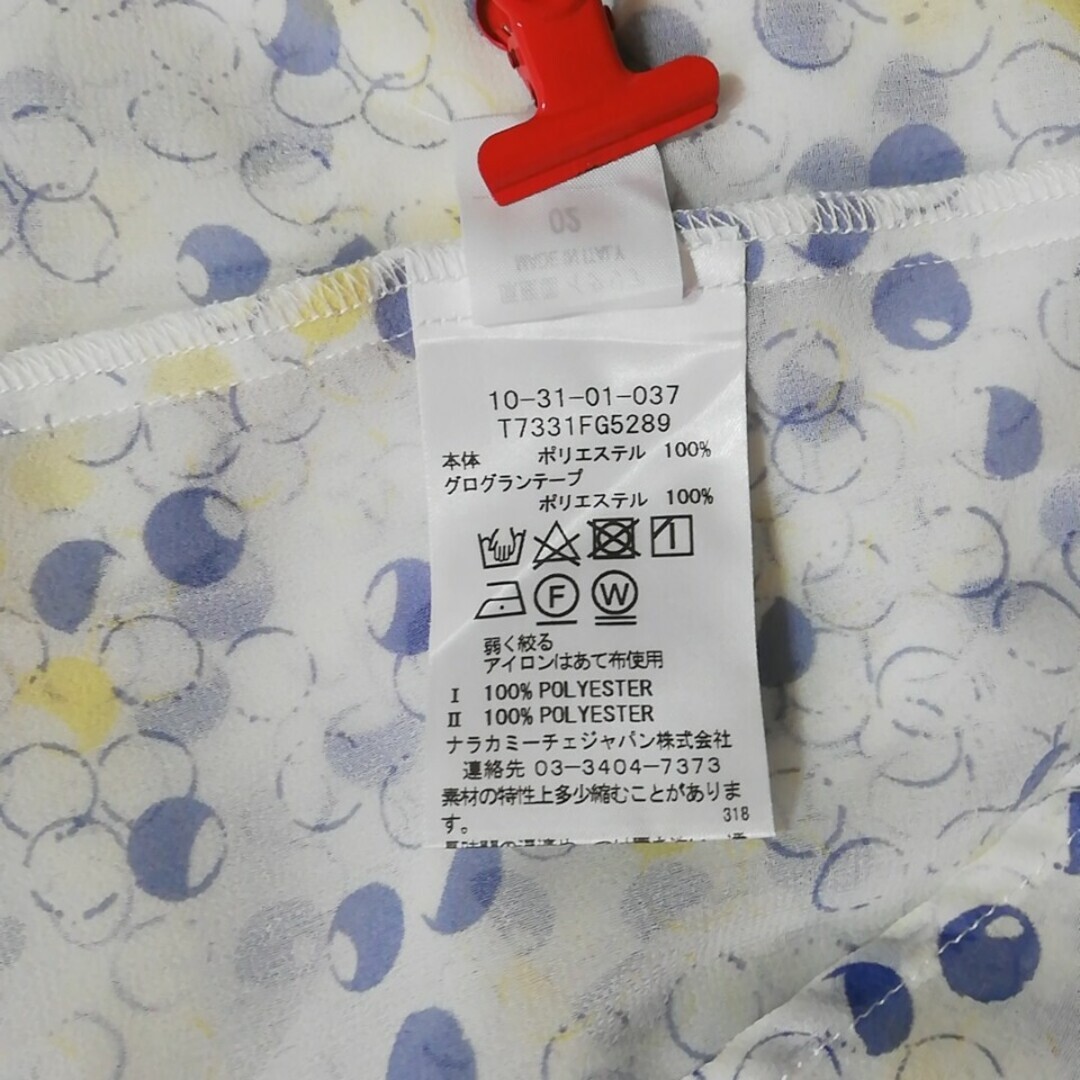 02
MADE IN ITALY
10-31-01-037
T7331FG5289
本体 ポリエステル 100%
グログランテープ
ポリエステル 100%
F W
弱く絞る
アイロンはあて布使用
Ⅰ 100% POLYESTER
Ⅱ 100% POLYESTER
ナラカミーチェジャパン株式会社
連絡先 03-3404-7373
素材の特性上多少縮むことがありま
す。
318